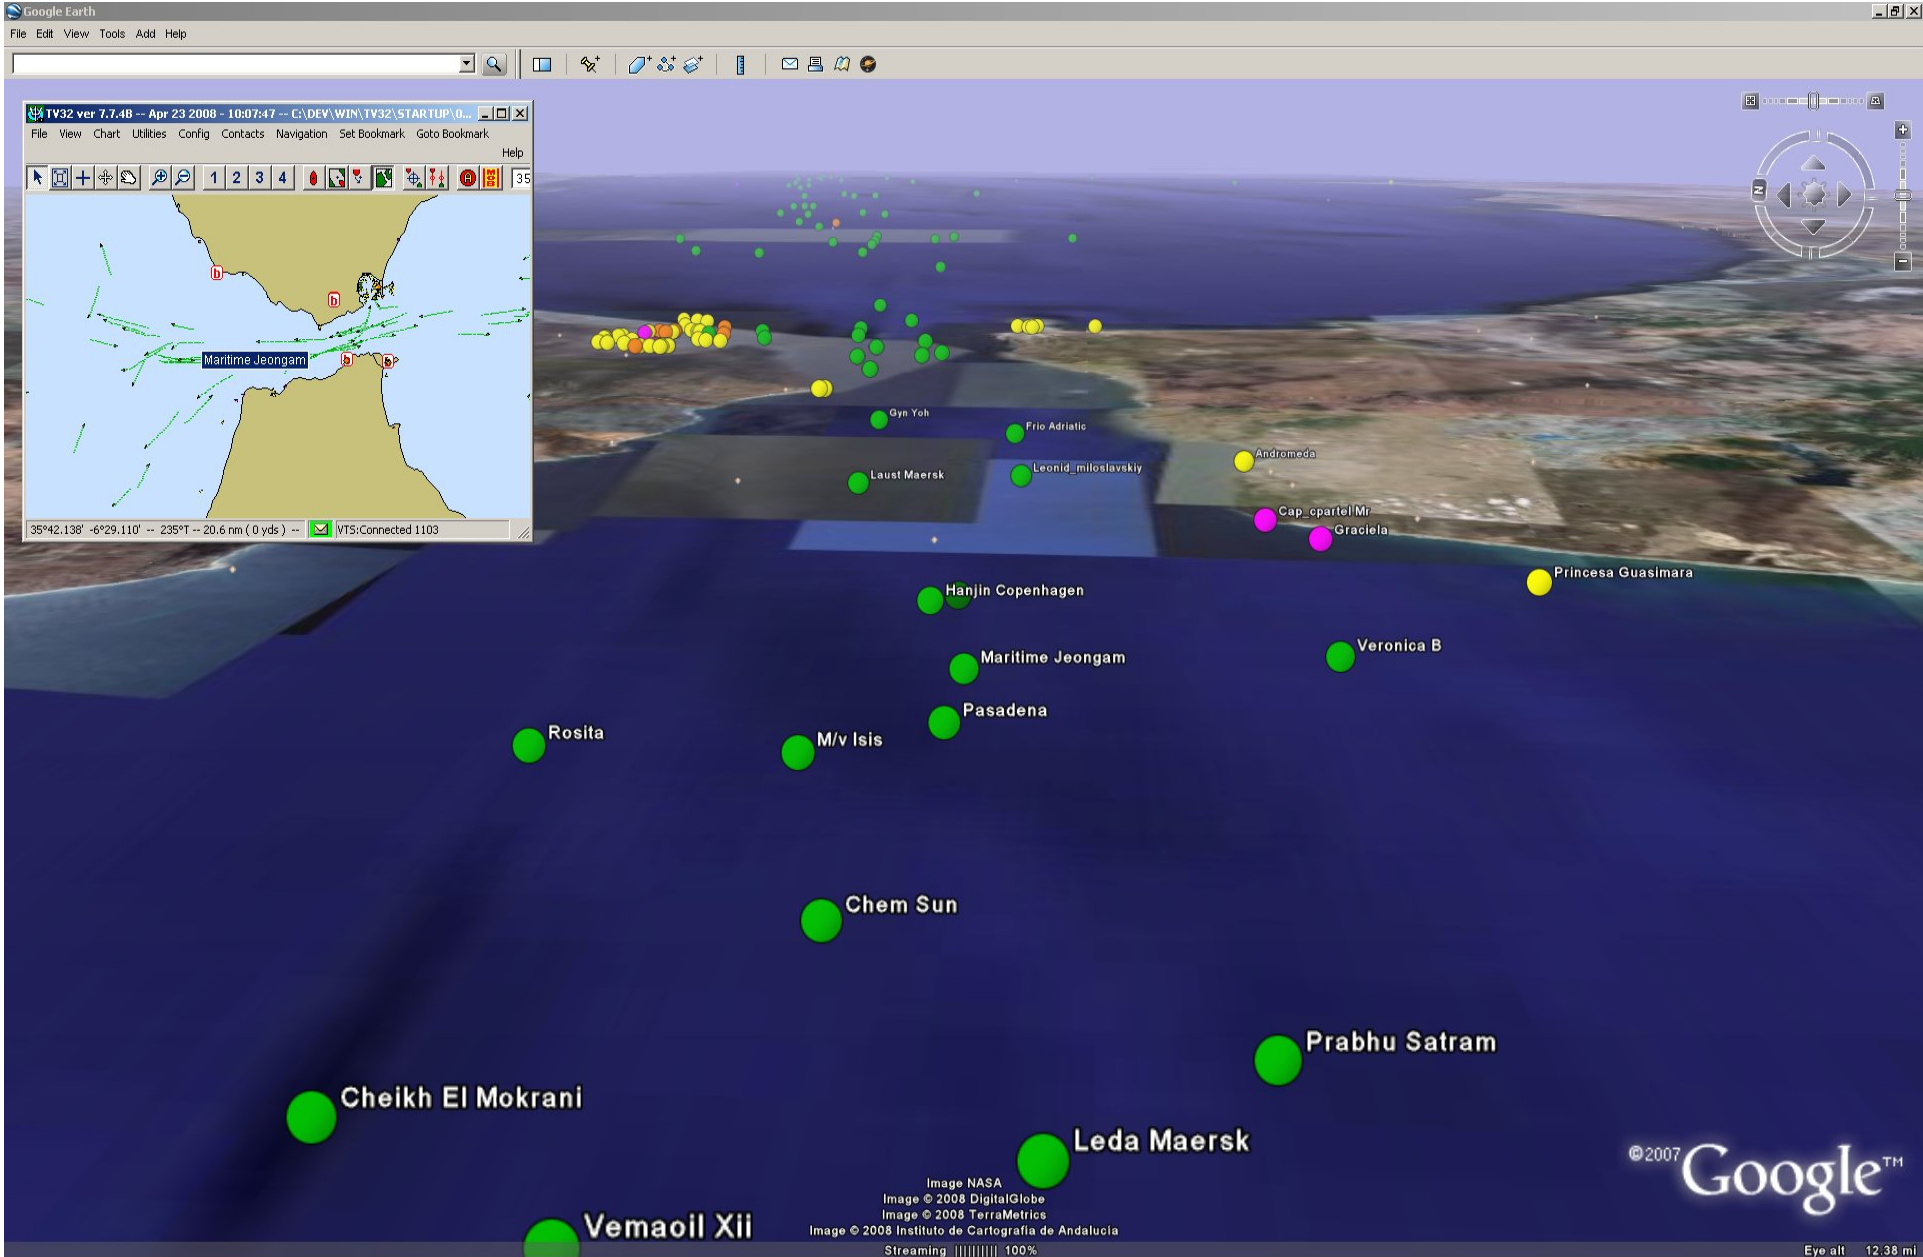 Google Earth
File Edit View Tools Add Help
TV32 ver 7.7.4B -- Apr 23 2008 - 10:07:47 -- C:\DEV\WIN\TV32\STARTUP\0...
File View Chart Utilities Config Contacts Navigation Set Bookmark Goto Bookmark
Help
1 2 3 4 A MOB 35
b
b
Maritime Jeongam
b
b
35°42.138' -6°29.110' -- 235°T -- 20.6 nm ( 0 yds ) --
VTS:Connected 1103
N
Gyn Yoh
Frio Adriatic
Andromeda
Leonid_miloslavskiy
Laust Maersk
Cap_cpartel Mr
Graciela
Princesa Guasimara
Hanjin Copenhagen
Veronica B
Maritime Jeongam
Pasadena
Rosita
M/v Isis
Chem Sun
Prabhu Satram
Cheikh El Mokrani
Leda Maersk
©2007 Google™
Image NASA
Image © 2008 DigitalGlobe
Image © 2008 TerraMetrics
Vemaoil Xii
Image © 2008 Instituto de Cartografia de Andalucia
Streaming |||||||||| 100%
Eye alt 12.38 mi